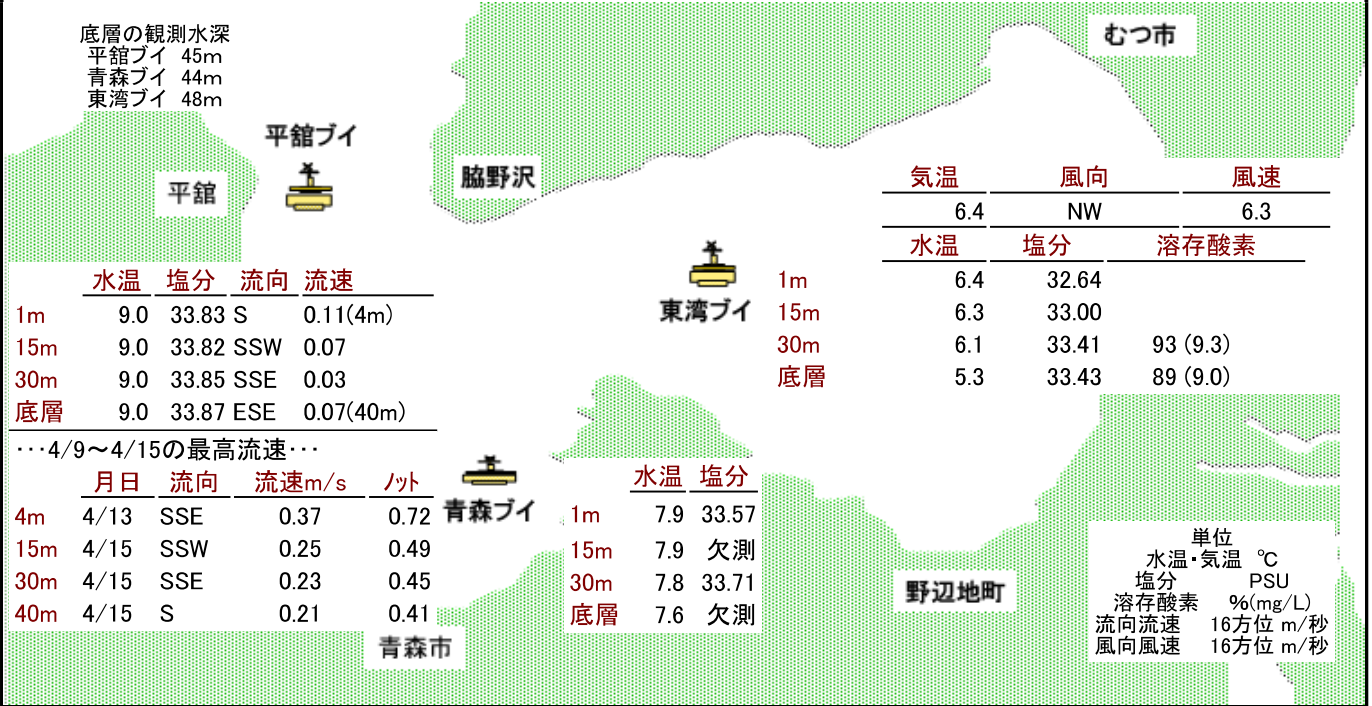 底層の観測水深
平舘ブイ 45m
青森ブイ 44m
東湾ブイ 48m
むつ市
平舘ブイ
平舘
脇野沢
気温 風向 風速
6.4 NW 6.3
水温 塩分 溶存酸素
1m 6.4 32.64
15m 6.3 33.00
30m 6.1 33.41 93 (9.3)
底層 5.3 33.43 89 (9.0)
東湾ブイ
水温 塩分 流向 流速
1m 9.0 33.83 S 0.11(4m)
15m 9.0 33.82 SSW 0.07
30m 9.0 33.85 SSE 0.03
底層 9.0 33.87 ESE 0.07(40m)
･･･4/9～4/15の最高流速･･･
月日 流向 流速m/s ノット
4m 4/13 SSE 0.37 0.72
15m 4/15 SSW 0.25 0.49
30m 4/15 SSE 0.23 0.45
40m 4/15 S 0.21 0.41
青森ブイ
水温 塩分
1m 7.9 33.57
15m 7.9 欠測
30m 7.8 33.71
底層 7.6 欠測
青森市
野辺地町
単位
水温・気温 ℃
塩分 PSU
溶存酸素 %(mg/L)
流向流速 16方位 m/秒
風向風速 16方位 m/秒